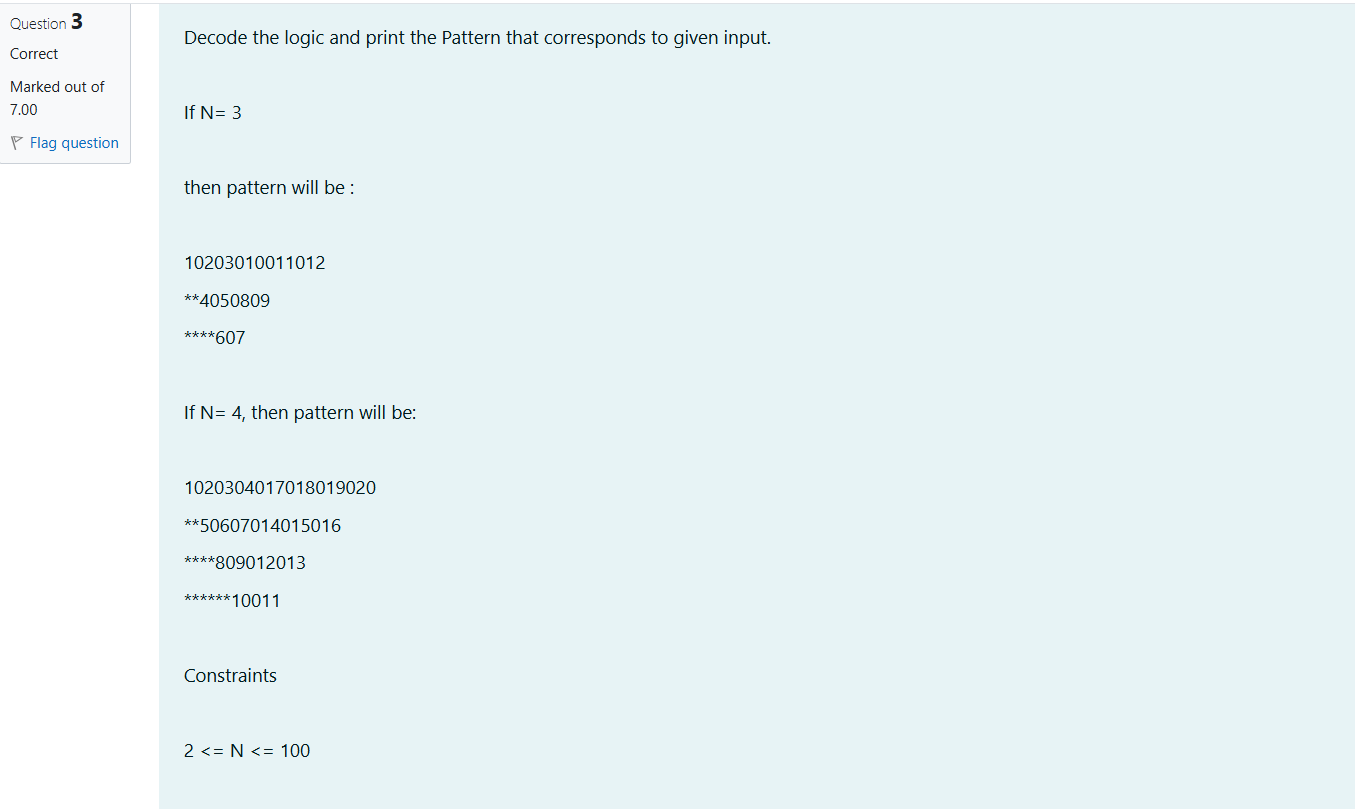 Question 3
Correct
Marked out of
7.00
Flag question
Decode the logic and print the Pattern that corresponds to given input.
If N= 3
then pattern will be :
10203010011012
**4050809
****607
If N= 4, then pattern will be:
1020304017018019020
**50607014015016
****809012013
******10011
Constraints
2 <= N <= 100